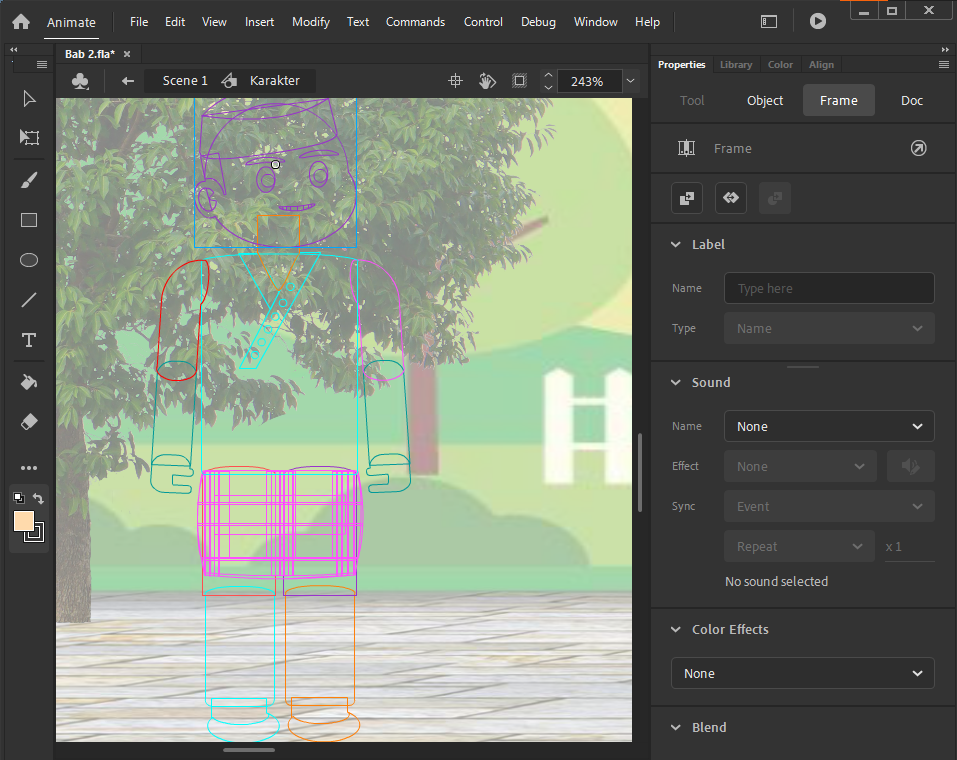 Animate
File Edit View Insert Modify Text Commands Control Debug Window Help
Bab 2.fla*
Scene 1 Karakter 243%
Properties Library Color Align
Tool Object Frame Doc
Frame
Label
Name Type here
Type Name
Sound
Name None
Effect None
Sync Event
Repeat x 1
No sound selected
Color Effects
None
Blend